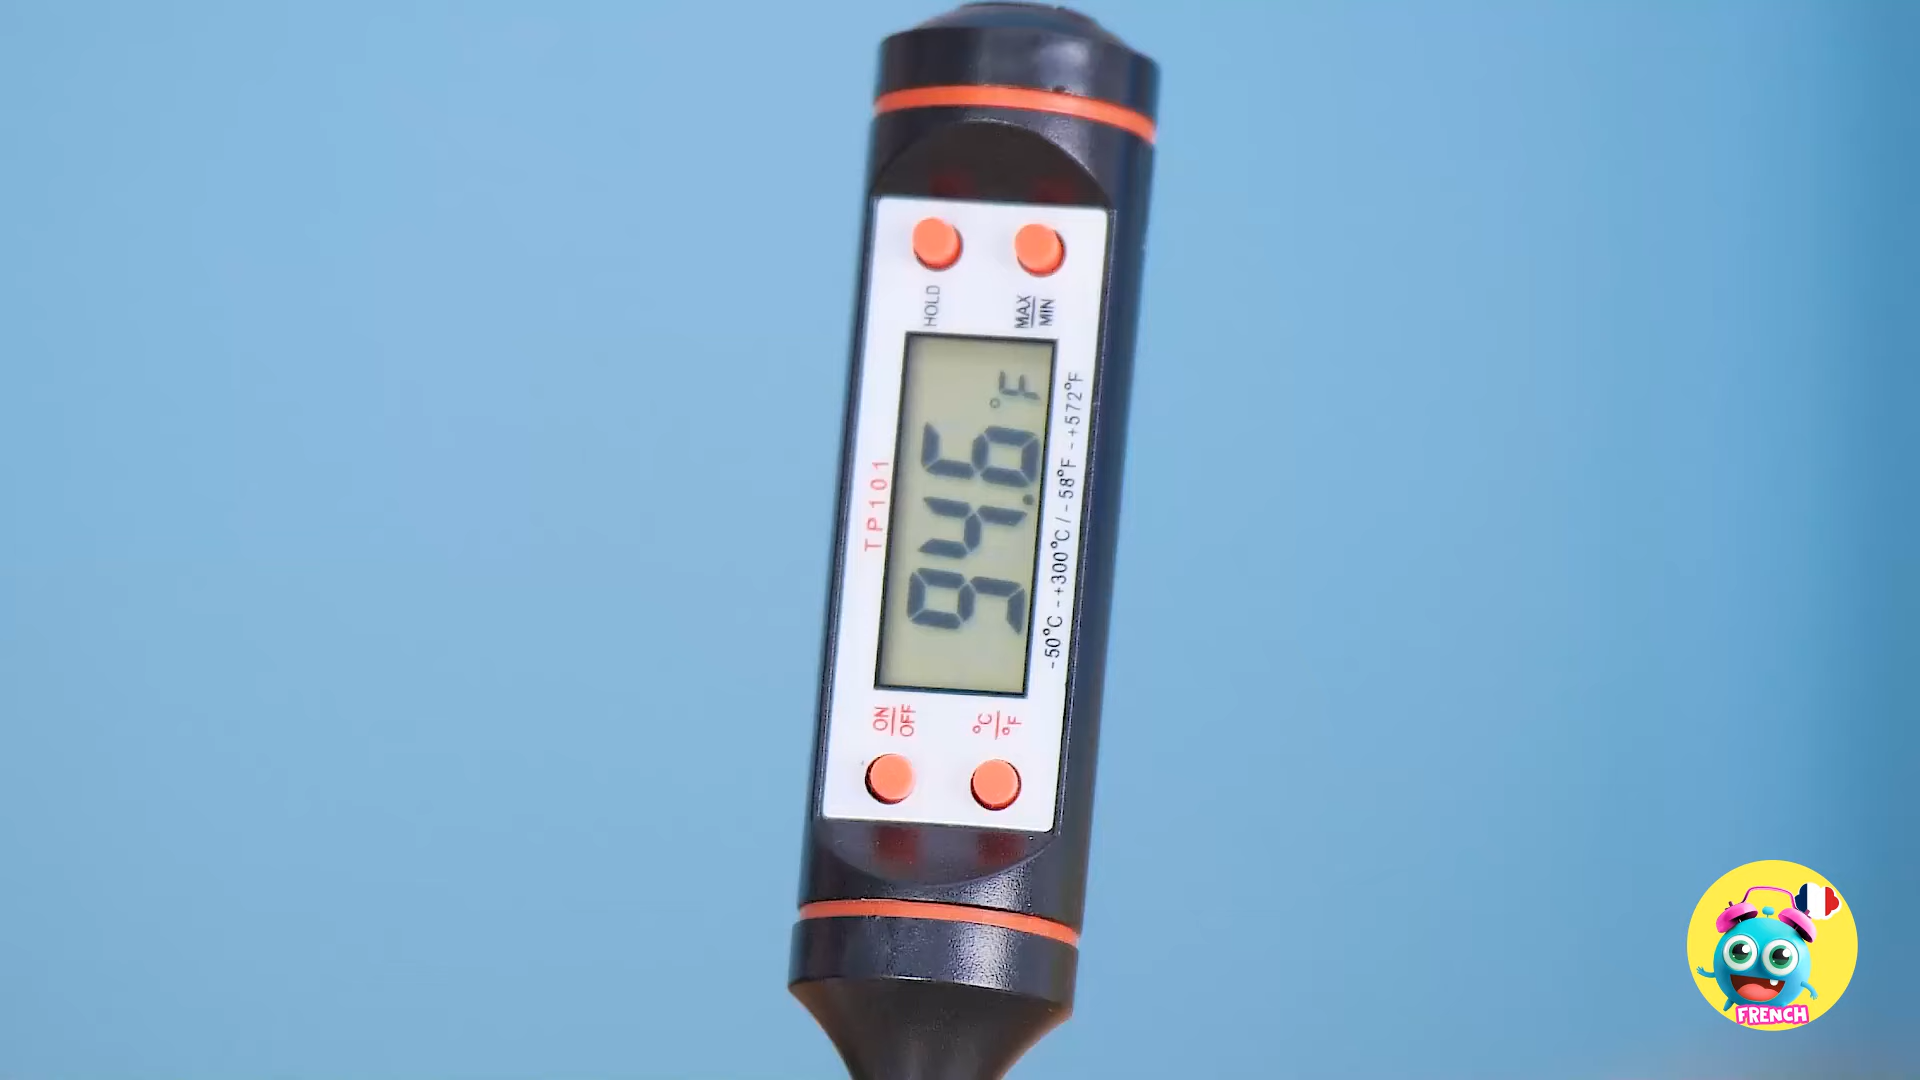 HOLD
MAX
MIN
TP101
94.6°F
-50°C-+300°C/-58°F-+572°F
ON
OFF
°C
°F
FRENCH